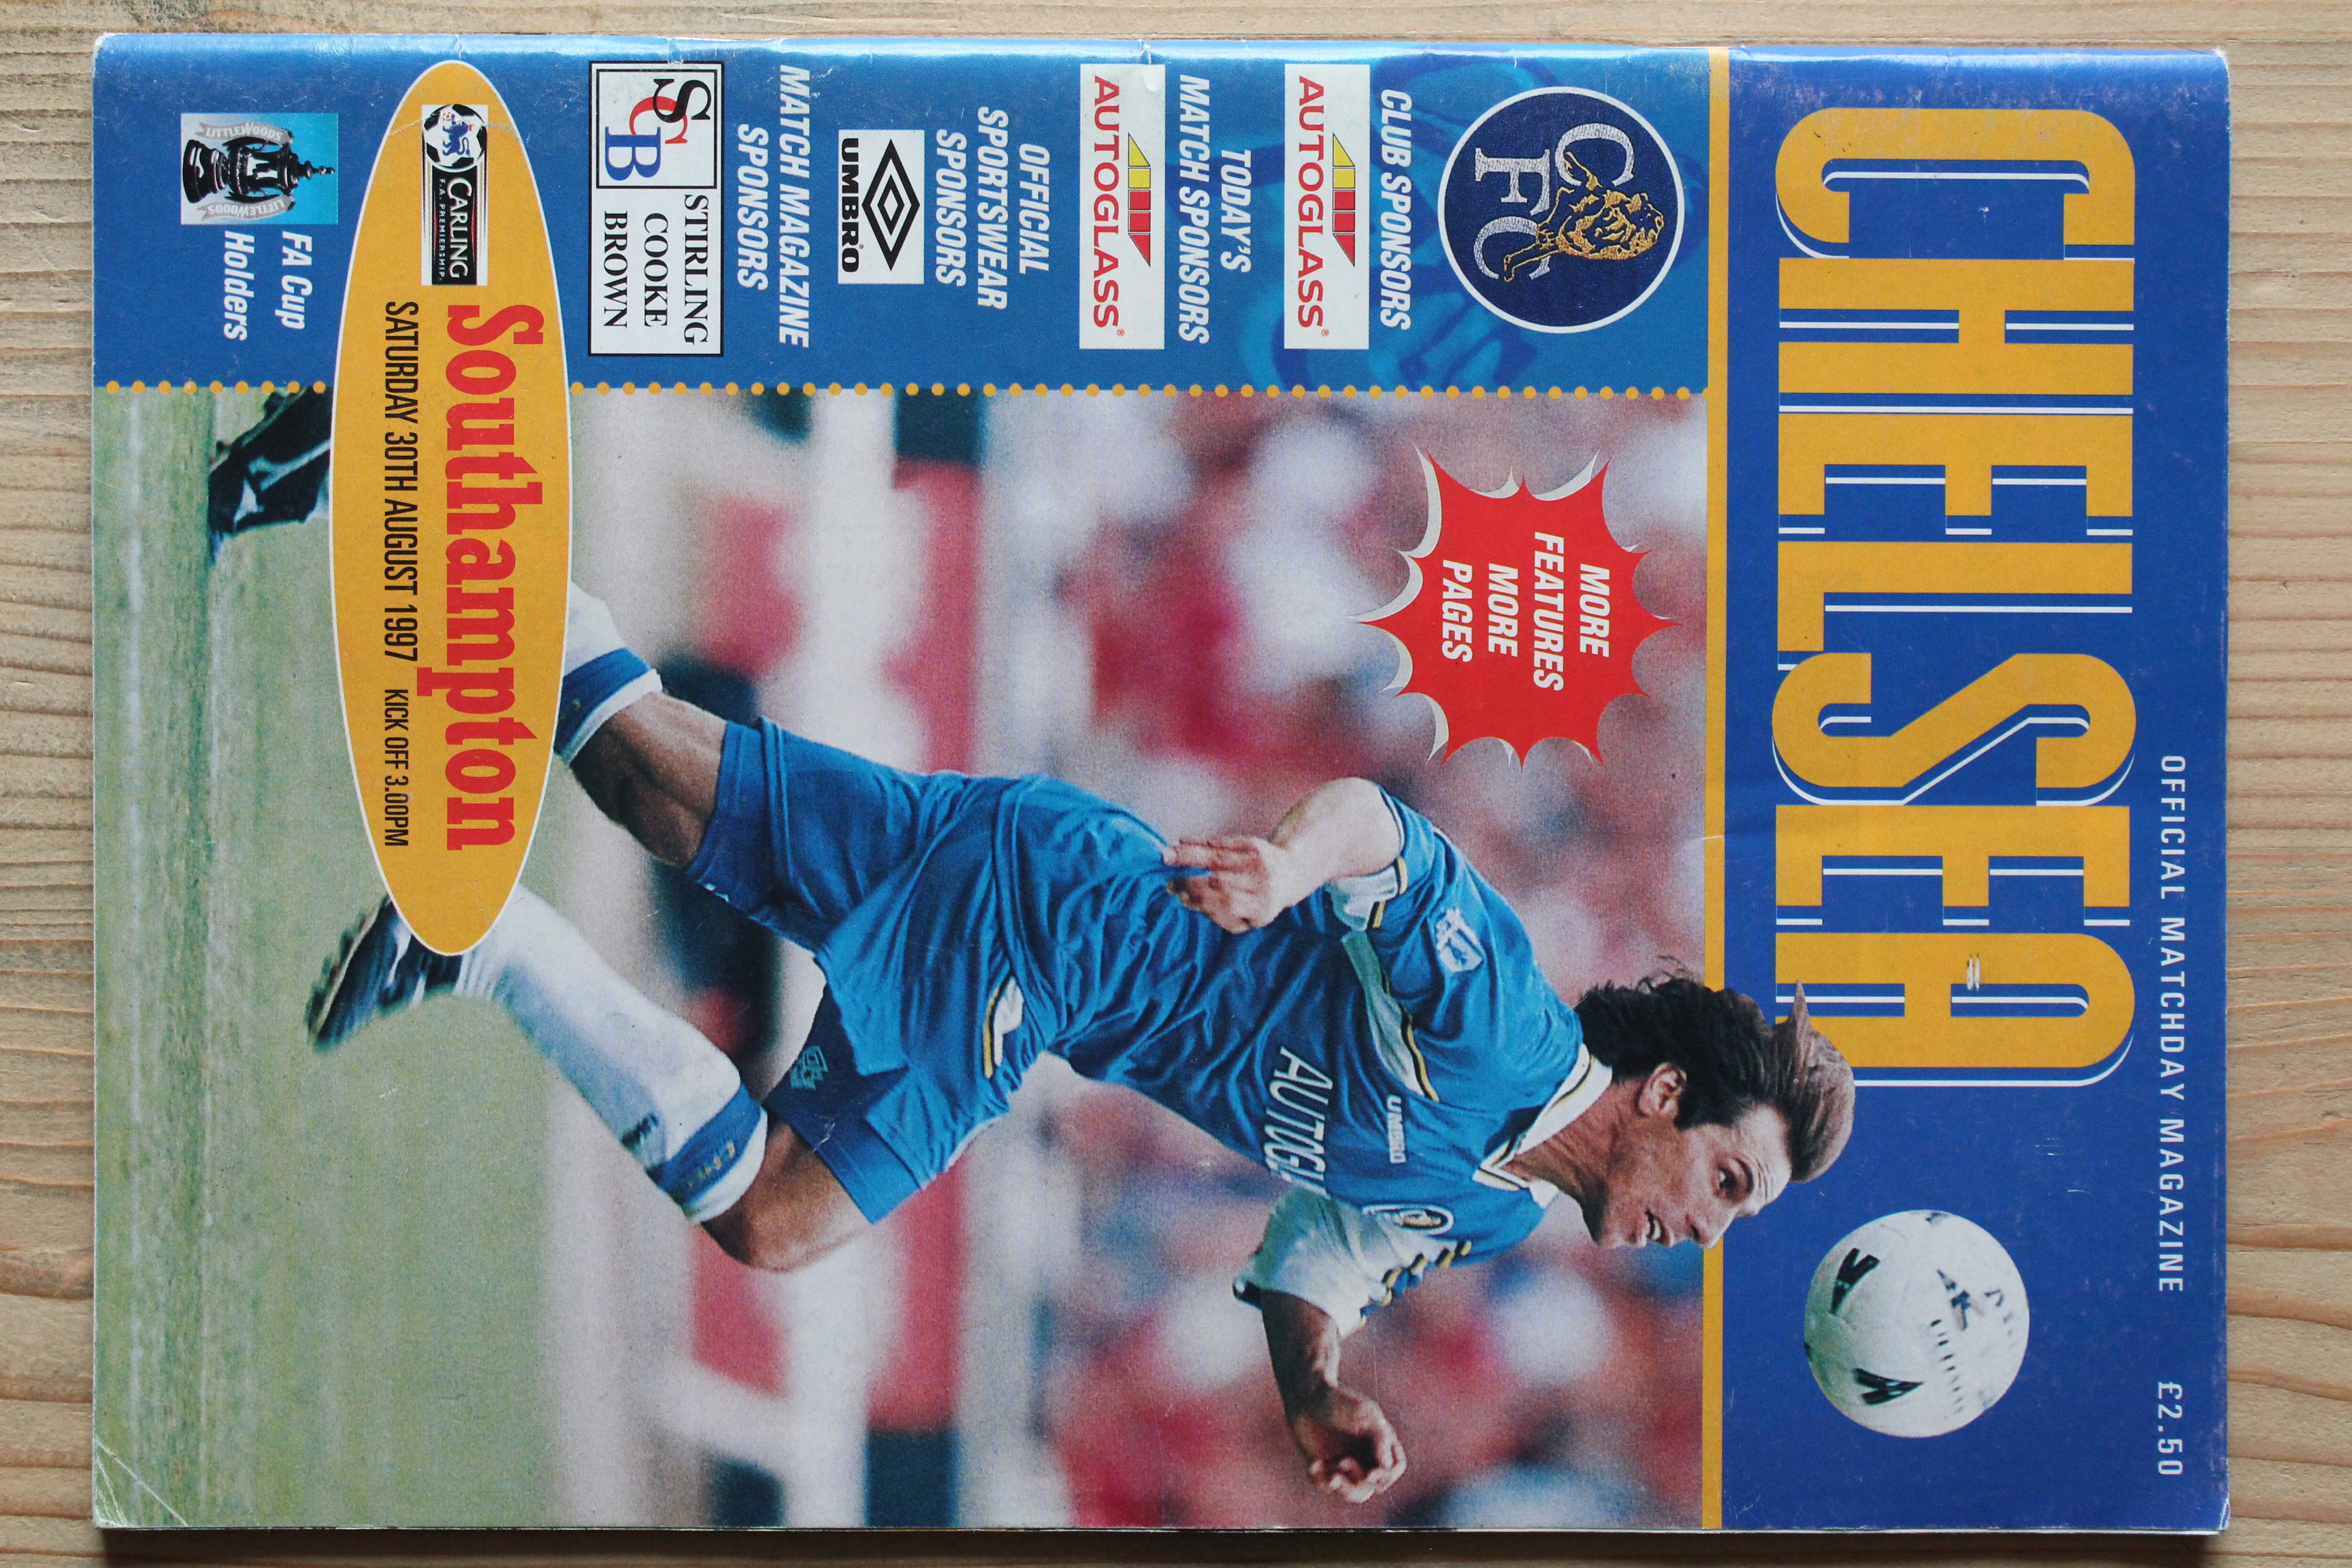 OFFICIAL MATCHDAY MAGAZINE £2.50
CHELSEA
CFC
CLUB SPONSORS
AUTOGLASS®
TODAY'S
MATCH SPONSORS
AUTOGLASS®
OFFICIAL
SPORTSWEAR
SPONSORS
UMBRO®
MATCH MAGAZINE
SPONSORS
SCB
STIRLING
COOKE
BROWN
MORE
FEATURES
MORE
PAGES
UMBRO
CARLING
F.A. PREMIERSHIP.
Southampton
SATURDAY 30TH AUGUST 1997 KICK OFF 3.00PM
LITTLEWOODS
LITTLEWOODS
FA Cup
Holders